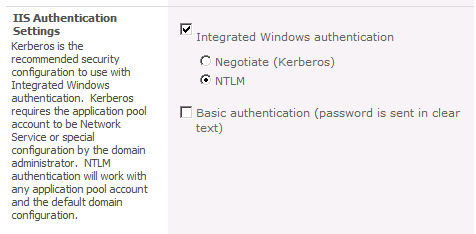 IIS Authentication
Settings
Kerberos is the
recommended security
configuration to use with
Integrated Windows
authentication.  Kerberos
requires the application pool
account to be Network
Service or special
configuration by the domain
administrator.  NTLM
authentication will work with
any application pool account
and the default domain
configuration.
Integrated Windows authentication
Negotiate (Kerberos)
NTLM
Basic authentication (password is sent in clear
text)